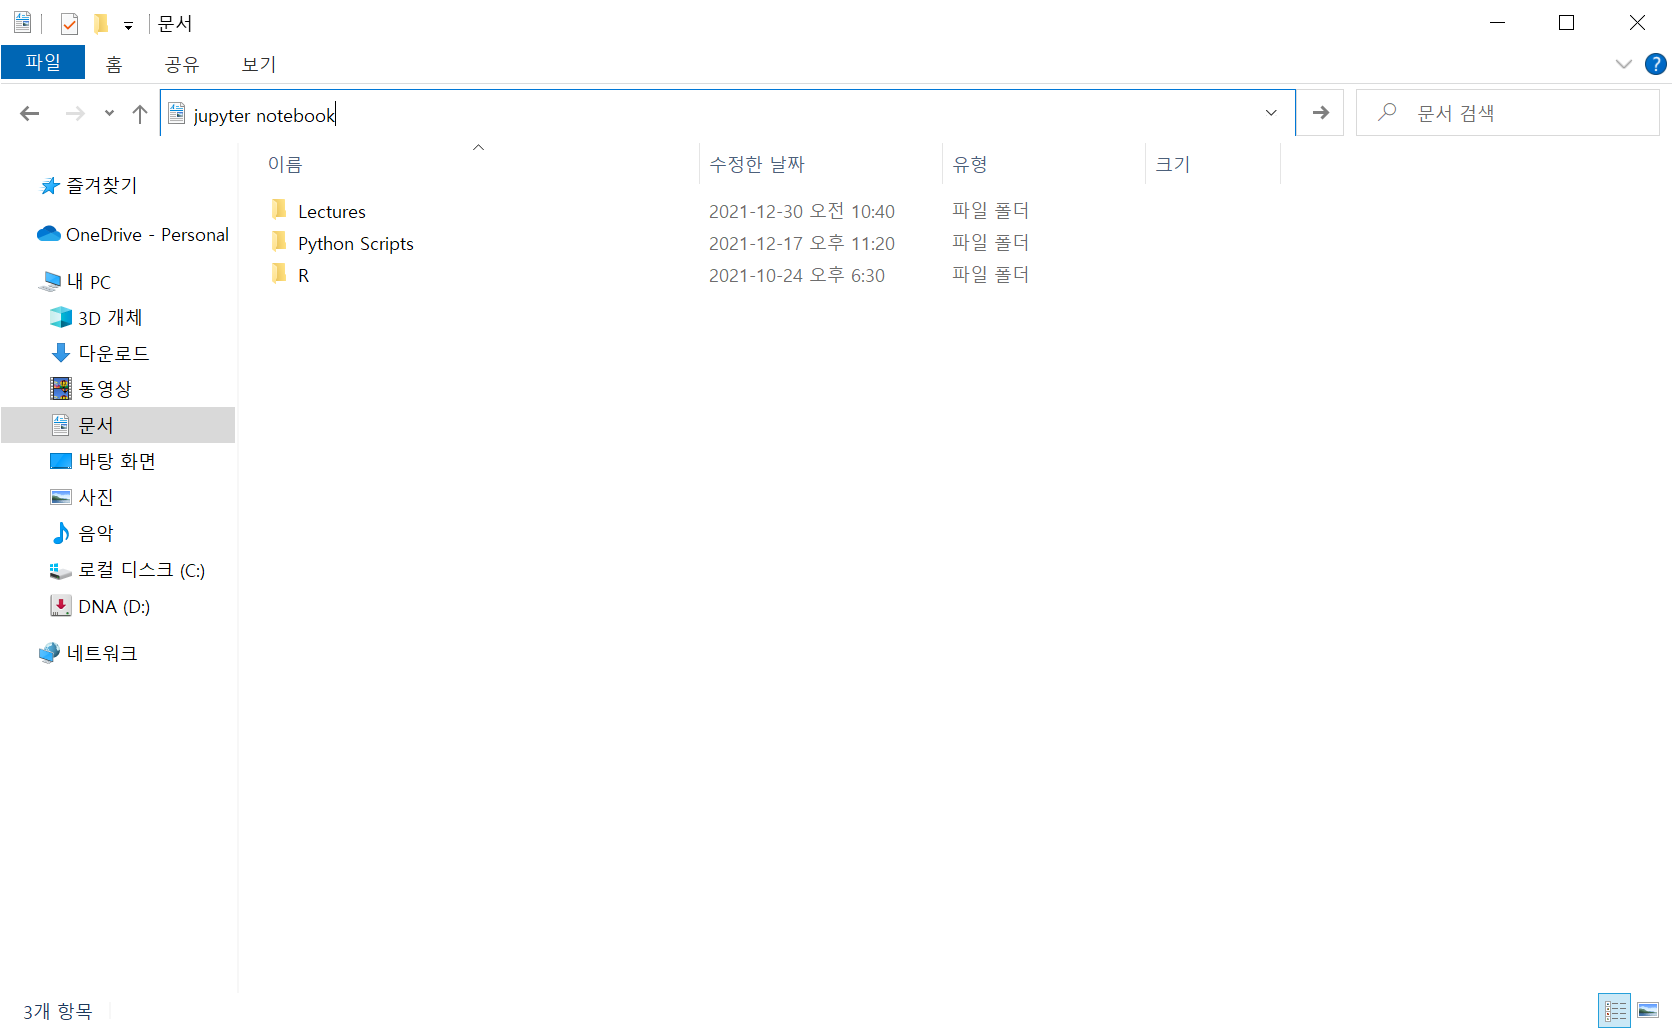 문서
파일 홈 공유 보기
jupyter notebook 문서 검색
이름 수정한 날짜 유형 크기
즐겨찾기
OneDrive - Personal
내 PC
3D 개체
다운로드
동영상
문서
바탕 화면
사진
음악
로컬 디스크 (C:)
DNA (D:)
네트워크
Lectures 2021-12-30 오전 10:40 파일 폴더
Python Scripts 2021-12-17 오후 11:20 파일 폴더
R 2021-10-24 오후 6:30 파일 폴더
3개 항목